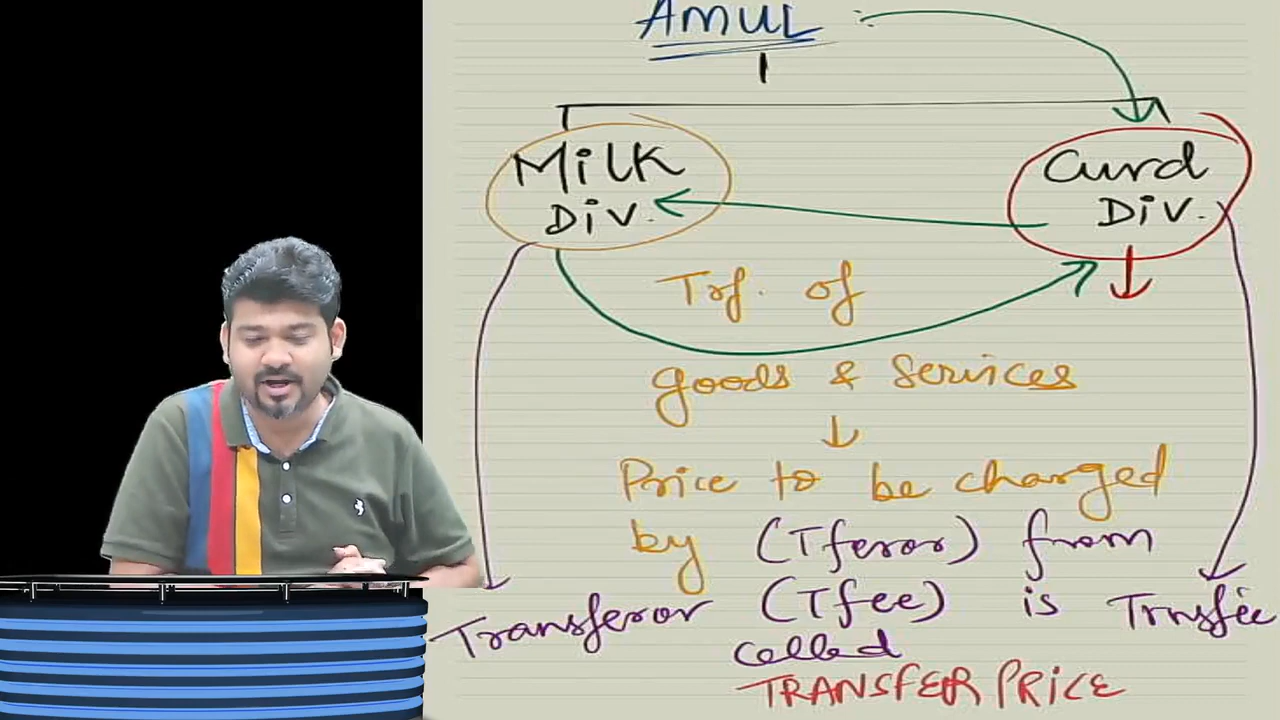 AMUL
Milk Curd
Div. Div.
Trf. of
goods & Services
Price to be charged
by (Tferor) from
Transferor (Tfee) is Trnsfee
called
TRANSFER PRICE